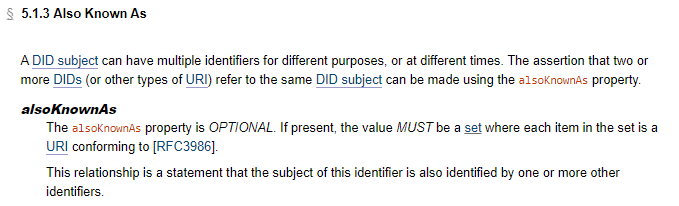 § 5.1.3 Also Known As
A DID subject can have multiple identifiers for different purposes, or at different times. The assertion that two or
more DIDs (or other types of URI) refer to the same DID subject can be made using the alsoKnownAs property.
alsoKnownAs
The alsoKnownAs property is OPTIONAL. If present, the value MUST be a set where each item in the set is a
URI conforming to [RFC3986].
This relationship is a statement that the subject of this identifier is also identified by one or more other
identifiers.